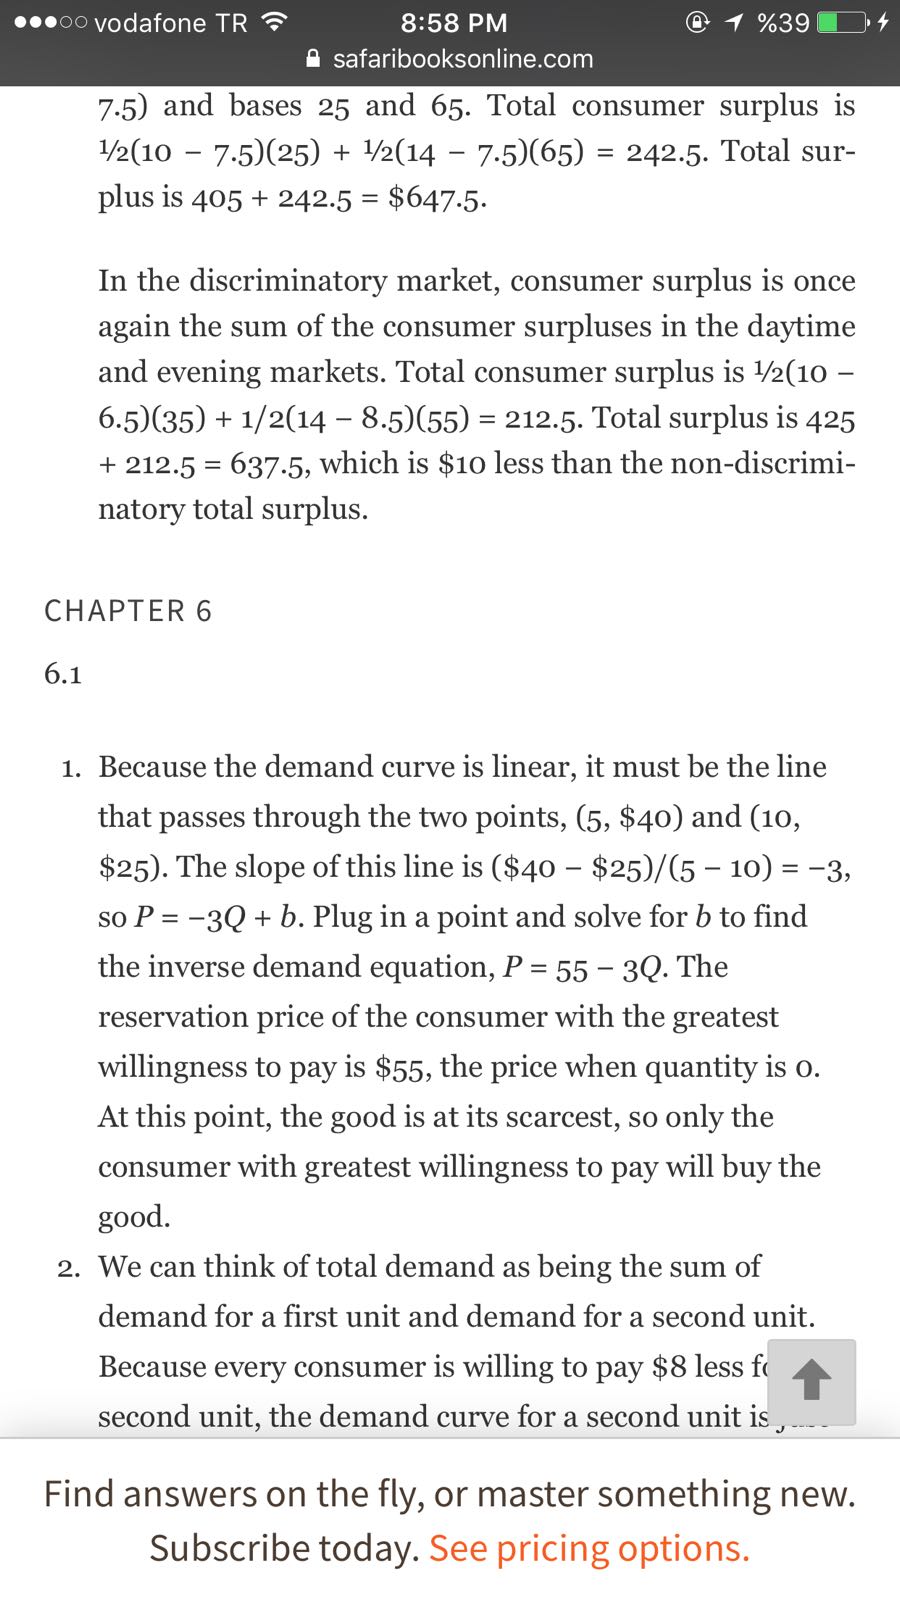 vodafone TR 8:58 PM %39
safaribooksonline.com
7.5) and bases 25 and 65. Total consumer surplus is
½(10 – 7.5)(25) + ½(14 – 7.5)(65) = 242.5. Total sur-
plus is 405 + 242.5 = $647.5.
In the discriminatory market, consumer surplus is once
again the sum of the consumer surpluses in the daytime
and evening markets. Total consumer surplus is ½(10 –
6.5)(35) + 1/2(14 – 8.5)(55) = 212.5. Total surplus is 425
+ 212.5 = 637.5, which is $10 less than the non-discrimi-
natory total surplus.
CHAPTER 6
6.1
1. Because the demand curve is linear, it must be the line
that passes through the two points, (5, $40) and (10,
$25). The slope of this line is ($40 – $25)/(5 – 10) = –3,
so P = –3Q + b. Plug in a point and solve for b to find
the inverse demand equation, P = 55 – 3Q. The
reservation price of the consumer with the greatest
willingness to pay is $55, the price when quantity is 0.
At this point, the good is at its scarcest, so only the
consumer with greatest willingness to pay will buy the
good.
2. We can think of total demand as being the sum of
demand for a first unit and demand for a second unit.
Because every consumer is willing to pay $8 less
second unit, the demand curve for a second unit is
Find answers on the fly, or master something new.
Subscribe today. See pricing options.